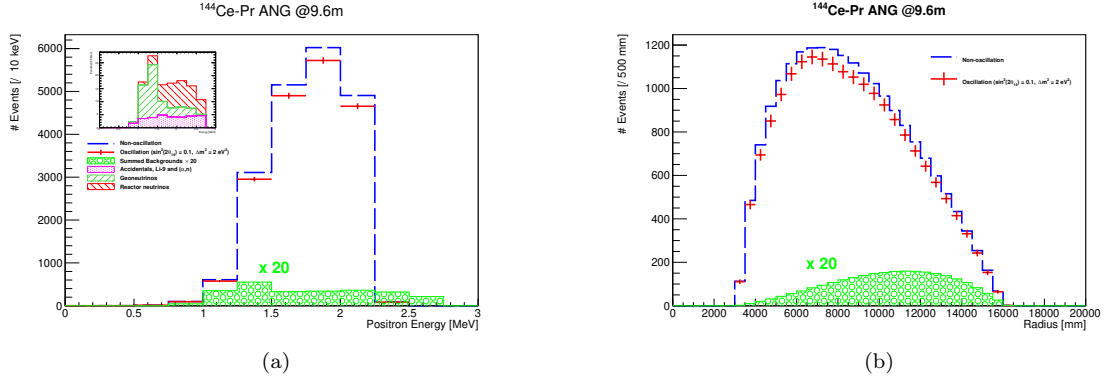 ¹⁴⁴Ce-Pr ANG @9.6m
# Events [/ 10 keV]
6000
5000
4000
3000
2000
1000
0
Non-oscillation
Oscillation (sin²(2θ₁₄) = 0.1, Δm² = 2 eV²)
Summed Backgrounds × 20
Accidentals, Li-9 and (α,n)
Geoneutrinos
Reactor neutrinos
x 20
0 0.5 1 1.5 2 2.5 3
Positron Energy [MeV]
(a)
¹⁴⁴Ce-Pr ANG @9.6m
# Events [/ 500 mm]
1200
1000
800
600
400
200
0
Non-oscillation
Oscillation (sin²(2θ₁₄) = 0.1, Δm² = 2 eV²)
x 20
0 2000 4000 6000 8000 10000 12000 14000 16000 18000 20000
Radius [mm]
(b)